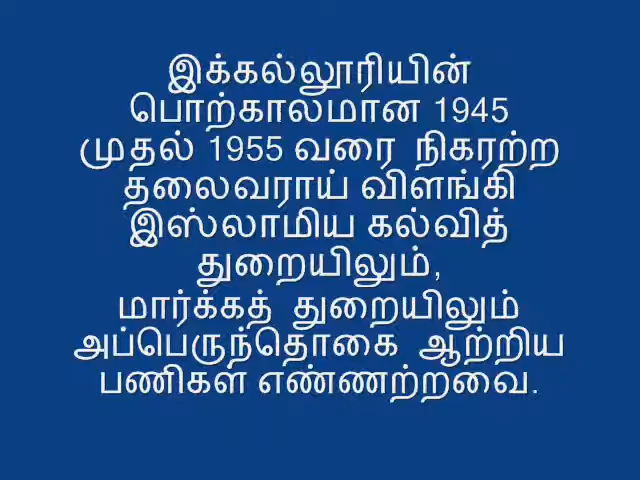 இக்கல்லூரியின்
பொற்காலமான 1945
முதல் 1955 வரை நிகரற்ற
தலைவராய் விளங்கி
இஸ்லாமிய கல்வித்
துறையிலும்,
மார்க்கத் துறையிலும்
அப்பெருந்தொகை ஆற்றிய
பணிகள் எண்ணற்றவை.